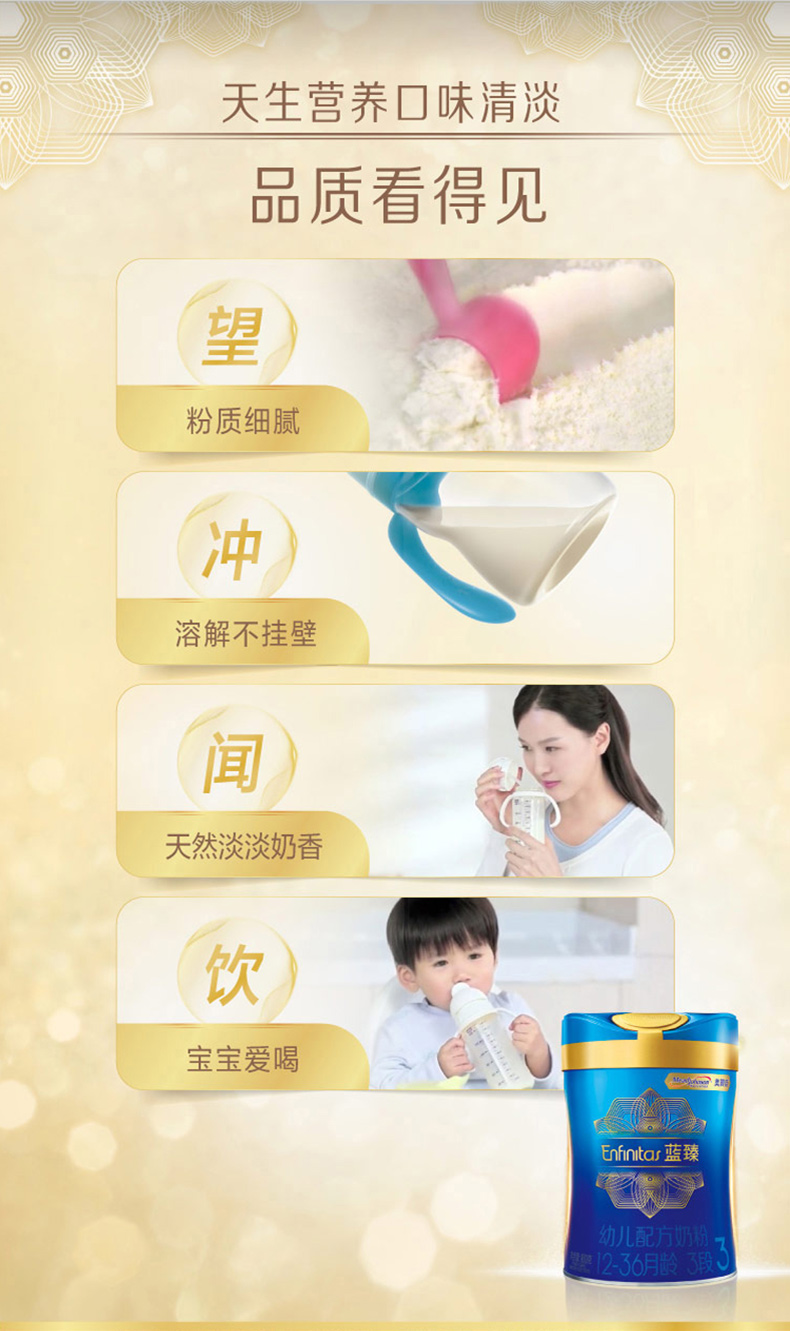 天生营养口味清淡
品质看得见
望
粉质细腻
冲
溶解不挂壁
闻
天然淡淡奶香
饮
宝宝爱喝
MeadJohnson
Enfinitas 蓝臻
幼儿配方奶粉
12-36月龄 3段 3